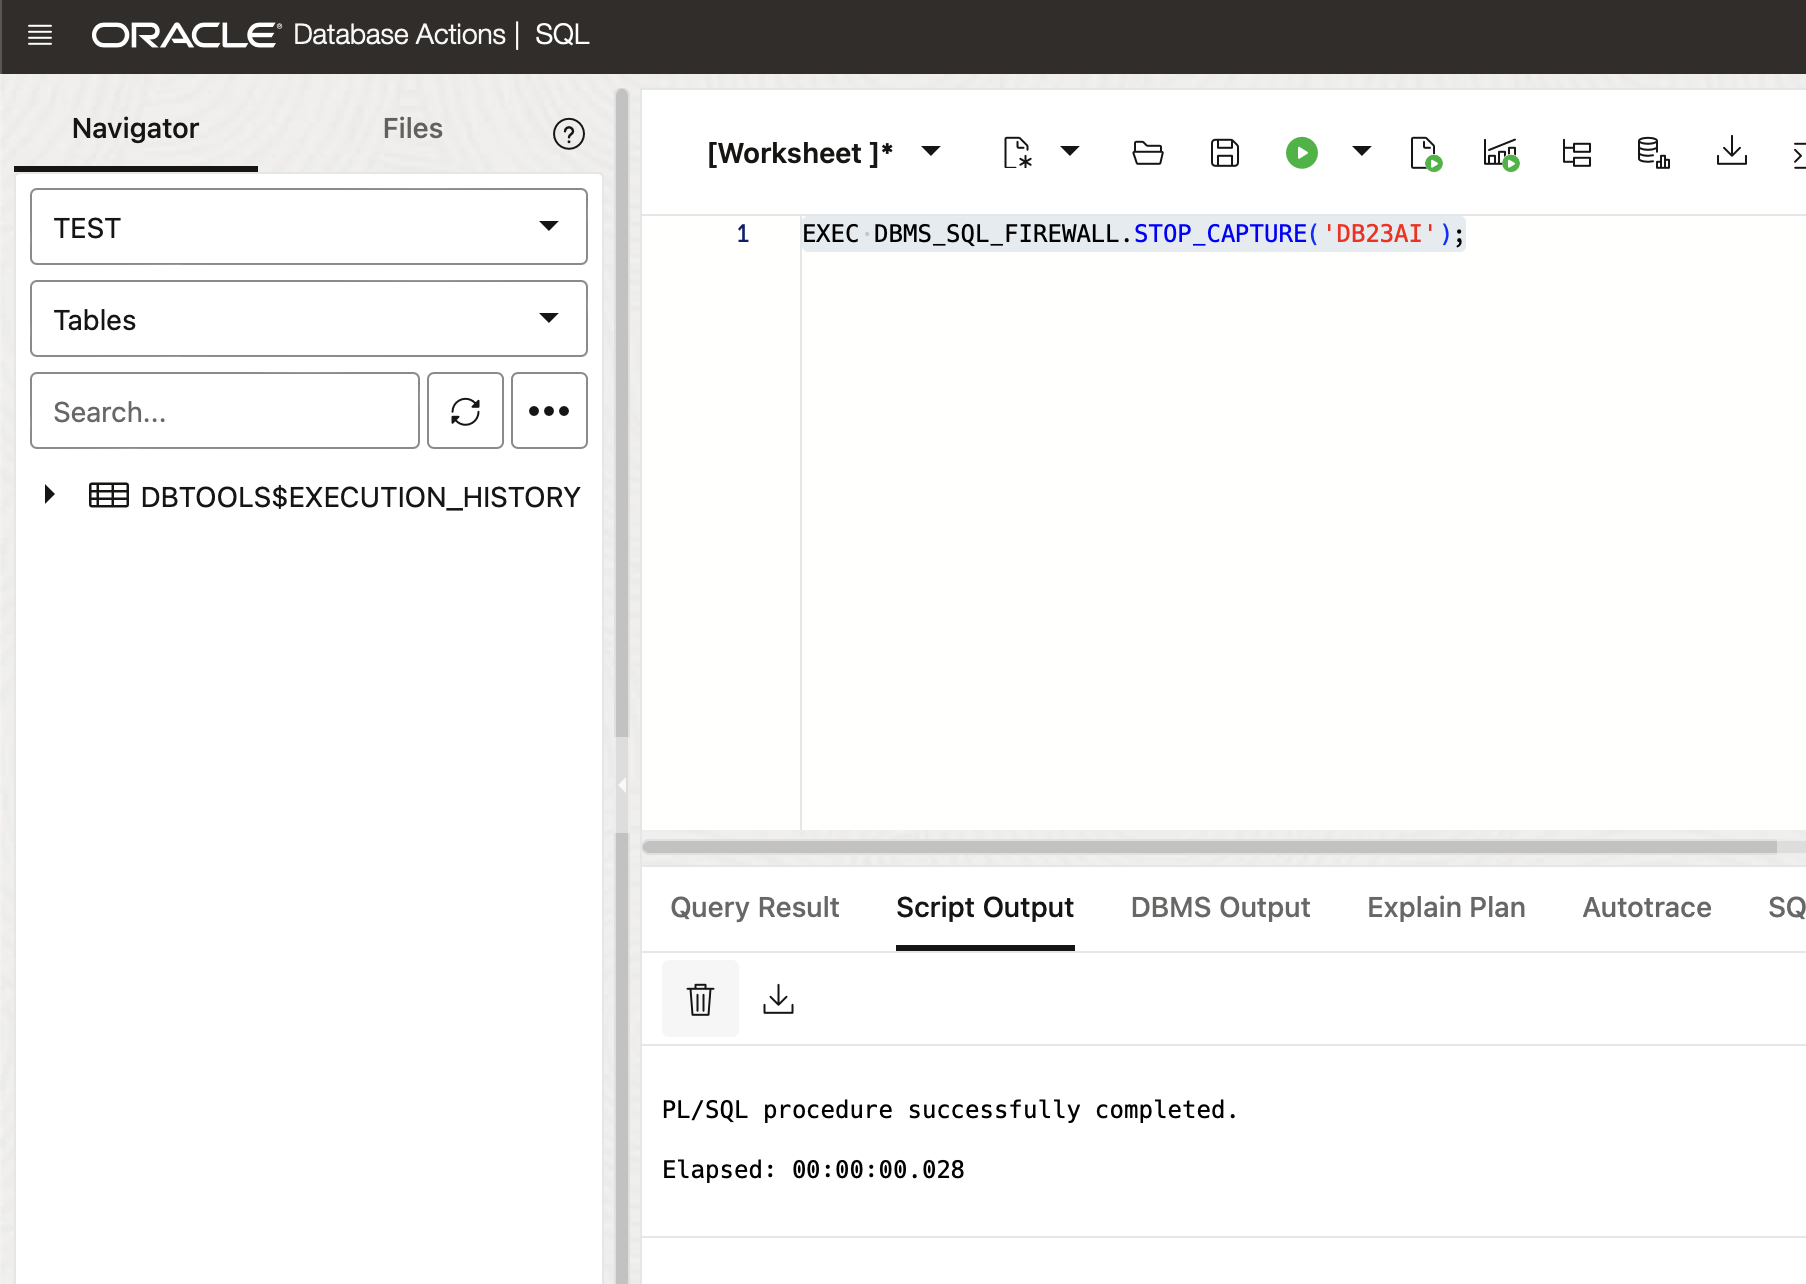 ORACLE® Database Actions | SQL
Navigator
Files
?
TEST
Tables
Search...
DBTOOLS$EXECUTION_HISTORY
[Worksheet ]*
1
EXEC DBMS_SQL_FIREWALL.STOP_CAPTURE('DB23AI');
Query Result
Script Output
DBMS Output
Explain Plan
Autotrace
SQ
PL/SQL procedure successfully completed.
Elapsed: 00:00:00.028